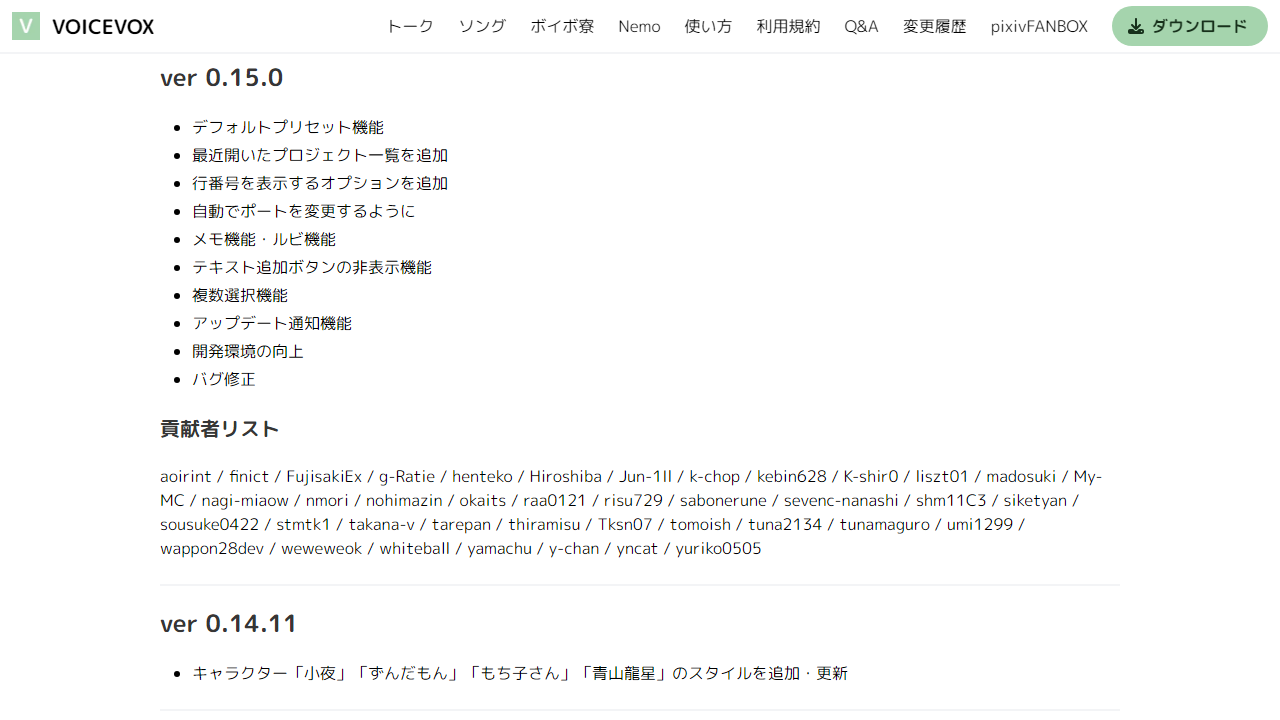 VOICEVOX
トーク ソング ボイボ寮 Nemo 使い方 利用規約 Q&A 変更履歴 pixivFANBOX ダウンロード
ver 0.15.0
デフォルトプリセット機能
最近開いたプロジェクト一覧を追加
行番号を表示するオプションを追加
自動でポートを変更するように
メモ機能・ルビ機能
テキスト追加ボタンの非表示機能
複数選択機能
アップデート通知機能
開発環境の向上
バグ修正
貢献者リスト
aoirint / finict / FujisakiEx / g-Ratie / henteko / Hiroshiba / Jun-1ll / k-chop / kebin628 / K-shir0 / liszt01 / madosuki / My-
MC / nagi-miaow / nmori / nohimazin / okaits / raa0121 / risu729 / sabonerune / sevenc-nanashi / shm11C3 / siketyan /
sousuke0422 / stmtk1 / takana-v / tarepan / thiramisu / Tksn07 / tomoish / tuna2134 / tunamaguro / umi1299 /
wappon28dev / weweweok / whiteball / yamachu / y-chan / yncat / yuriko0505
ver 0.14.11
キャラクター「小夜」「ずんだもん」「もち子さん」「青山龍星」のスタイルを追加・更新